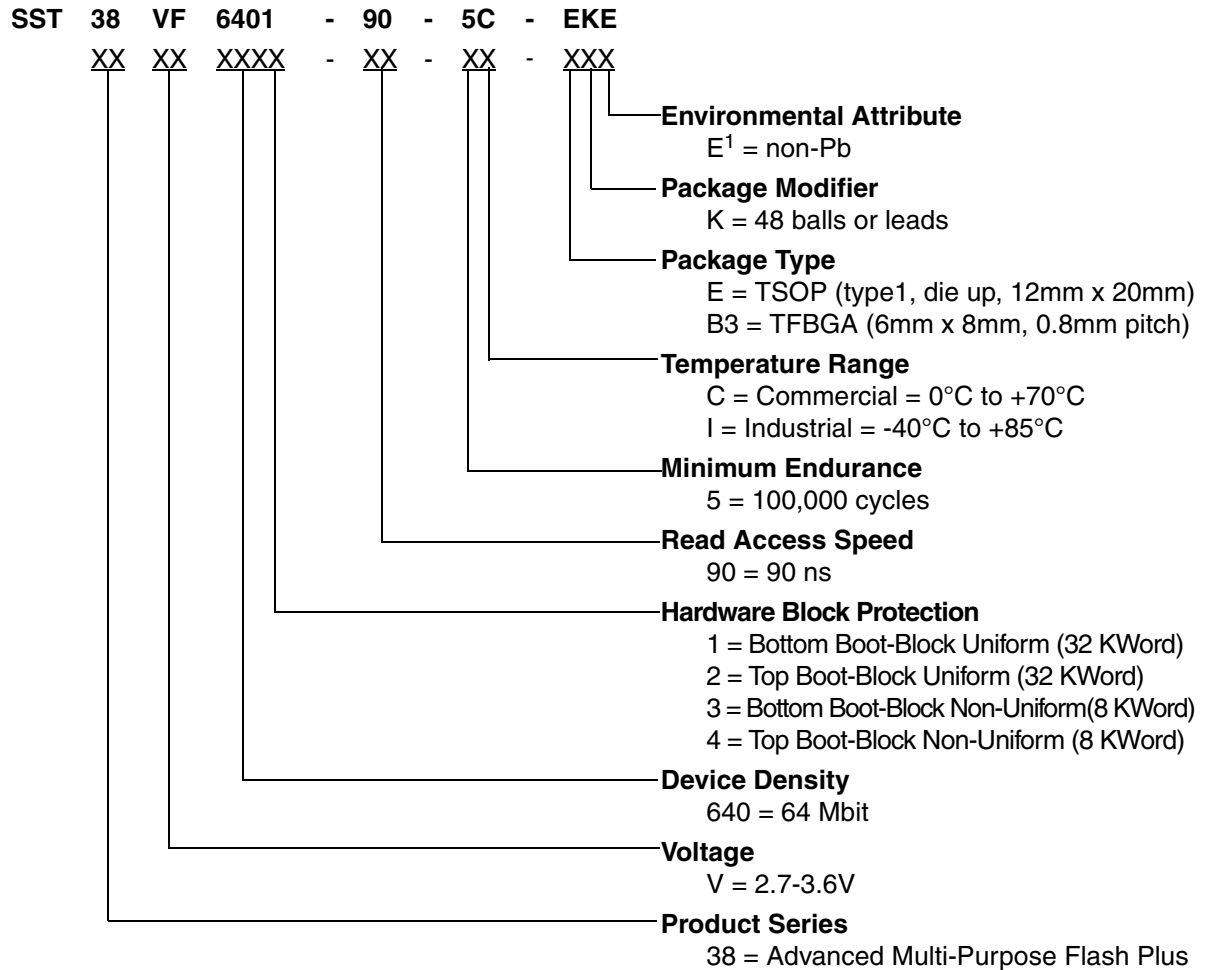 SST 38 VF 6401 - 90 - 5C - EKE
XX XX XXXX - XX - XX - XXX
Environmental Attribute
E1 = non-Pb
Package Modifier
K = 48 balls or leads
Package Type
E = TSOP (type1, die up, 12mm x 20mm)
B3 = TFBGA (6mm x 8mm, 0.8mm pitch)
Temperature Range
C = Commercial = 0°C to +70°C
I = Industrial = -40°C to +85°C
Minimum Endurance
5 = 100,000 cycles
Read Access Speed
90 = 90 ns
Hardware Block Protection
1 = Bottom Boot-Block Uniform (32 KWord)
2 = Top Boot-Block Uniform (32 KWord)
3 = Bottom Boot-Block Non-Uniform(8 KWord)
4 = Top Boot-Block Non-Uniform (8 KWord)
Device Density
640 = 64 Mbit
Voltage
V = 2.7-3.6V
Product Series
38 = Advanced Multi-Purpose Flash Plus